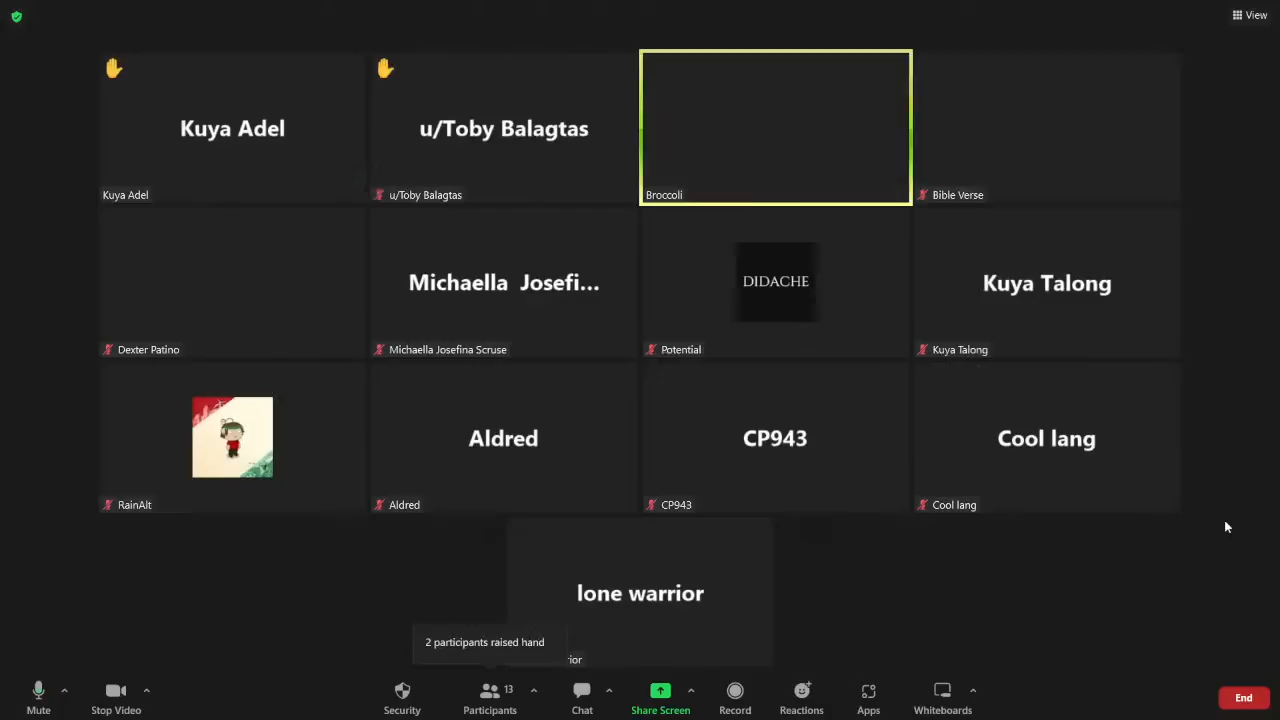 View
Kuya Adel
u/Toby Balagtas
Kuya Adel
u/Toby Balagtas
Broccoli
Bible Verse
Michaella Josefi...
DIDACHE
Kuya Talong
Dexter Patino
Michaella Josefina Scruse
Potential
Kuya Talong
Aldred
CP943
Cool lang
RainAlt
Aldred
CP943
Cool lang
lone warrior
2 participants raised hand
rior
13
Mute
Stop Video
Security
Participants
Chat
Share Screen
Record
Reactions
Apps
Whiteboards
End